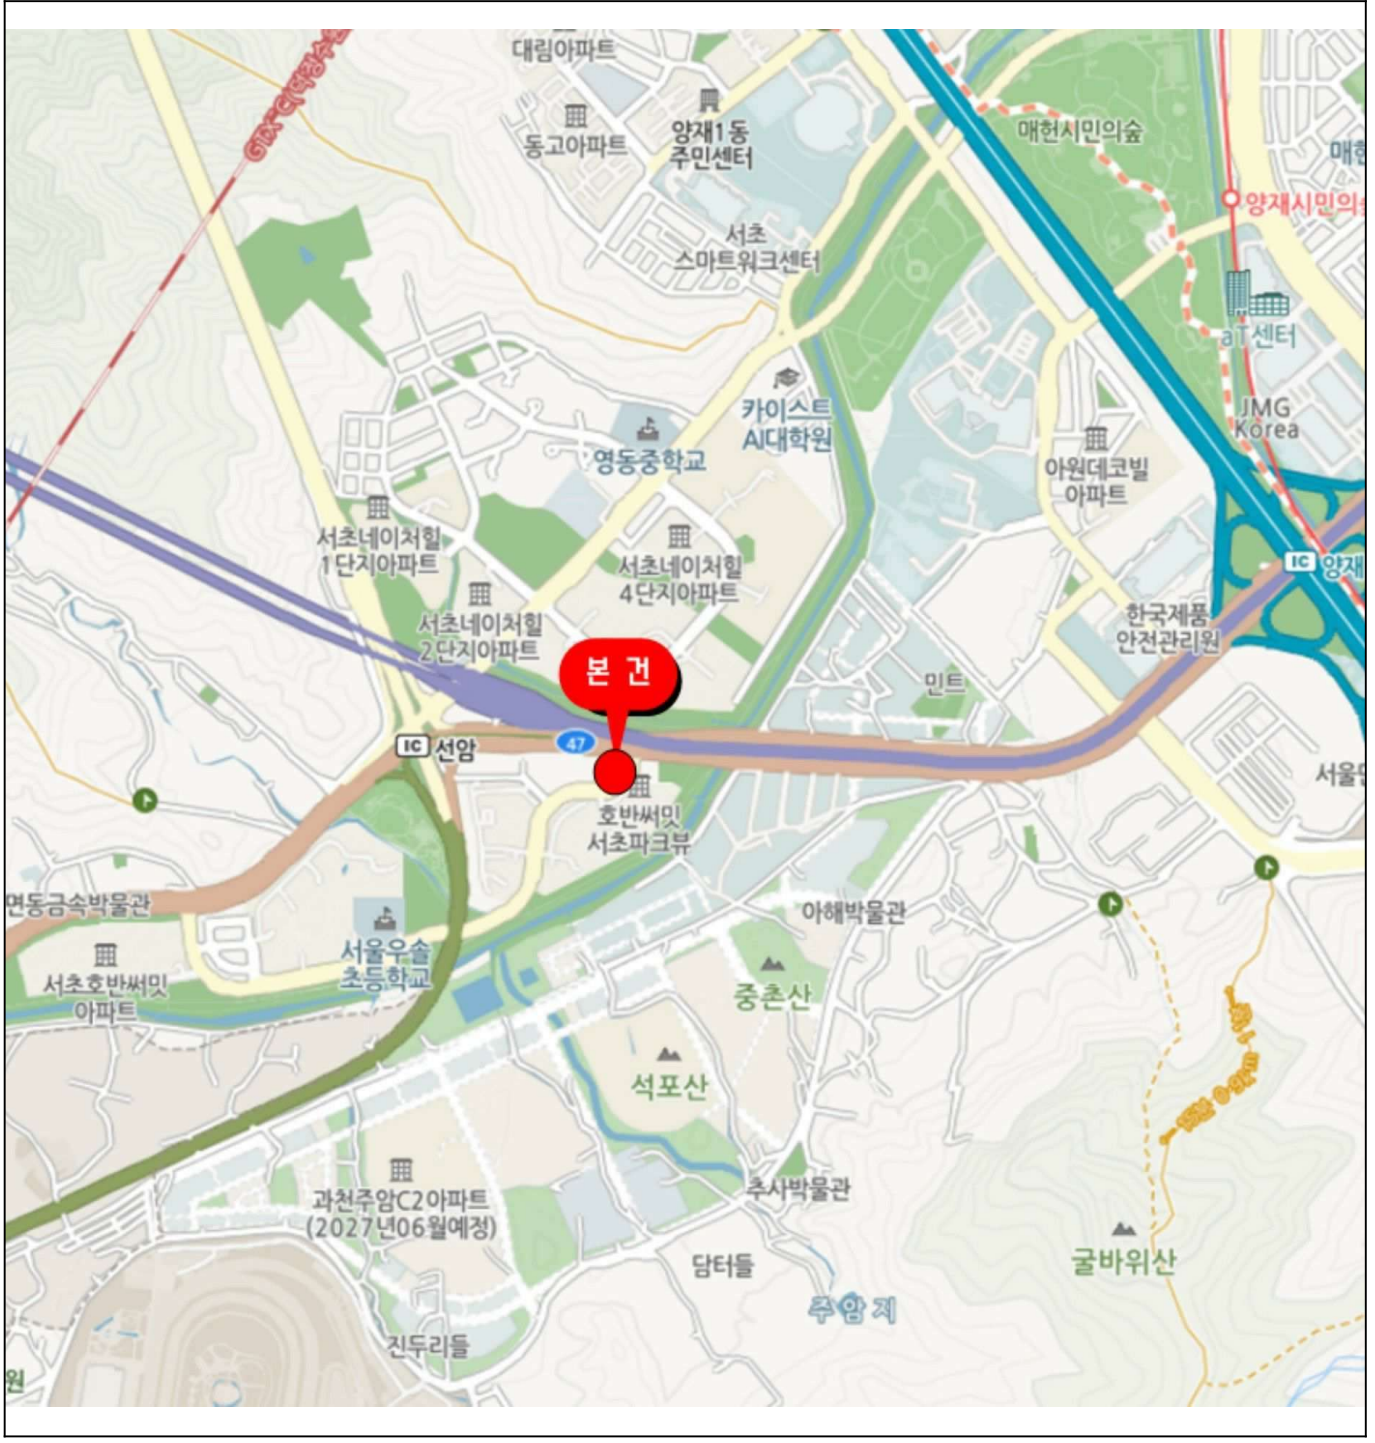 대림아파트
동고아파트
양재1동
주민센터
매헌시민의숲
양재시민의숲
서초
스마트워크센터
aT센터
카이스트
AI대학원
JMG
Korea
영동중학교
아원데코빌
아파트
서초네이처힐
1단지아파트
서초네이처힐
4단지아파트
IC 양재
서초네이처힐
2단지아파트
한국제품
안전관리원
본 건
민트
47
IC 선암
호반써밋
서초파크뷰
면동금속박물관
아해박물관
서울우솔
초등학교
서초호반써밋
아파트
중촌산
석포산
과천주암C2아파트
(2027년06월예정)
추사박물관
담터들
굴바위산
주암지
진두리들
원